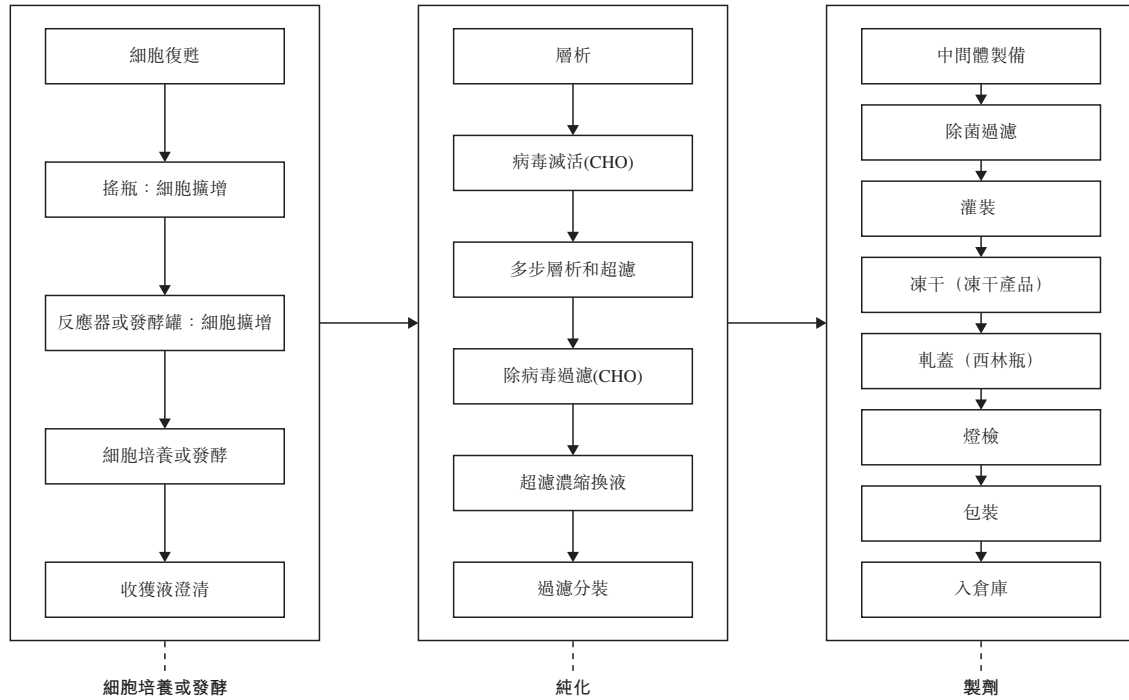 細胞復甦
搖瓶：細胞擴增
反應器或發酵罐：細胞擴增
細胞培養或發酵
收獲液澄清
細胞培養或發酵
層析
病毒滅活(CHO)
多步層析和超濾
除病毒過濾(CHO)
超濾濃縮換液
過濾分裝
純化
中間體製備
除菌過濾
灌裝
凍干（凍干產品）
軋蓋（西林瓶）
燈檢
包裝
入倉庫
製劑